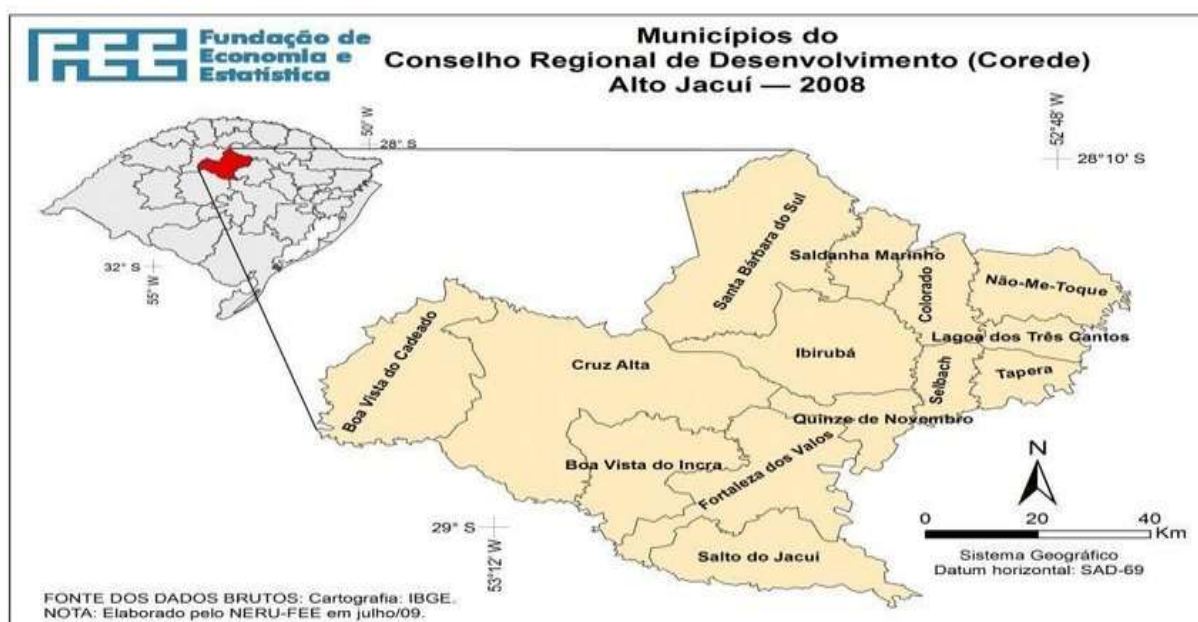 FEE
Fundação de
Economia e
Estatística
Municípios do
Conselho Regional de Desenvolvimento (Corede)
Alto Jacuí — 2008
50° W
28° S
52° 48' W
28° 10' S
32° S
55° W
Santa Bárbara do Sul
Saldanha Marinho
Colorado
Não-Me-Toque
Lagoa dos Três Cantos
Boa Vista do Cadeado
Cruz Alta
Ibirubá
Selbach
Tapera
Quinze de Novembro
Boa Vista do Incra
Fortaleza dos Valos
Salto do Jacuí
29° S
53° 12' W
N
0 20 40
Km
Sistema Geográfico
Datum horizontal: SAD-69
FONTE DOS DADOS BRUTOS: Cartografia: IBGE.
NOTA: Elaborado pelo NERU-FEE em julho/09.